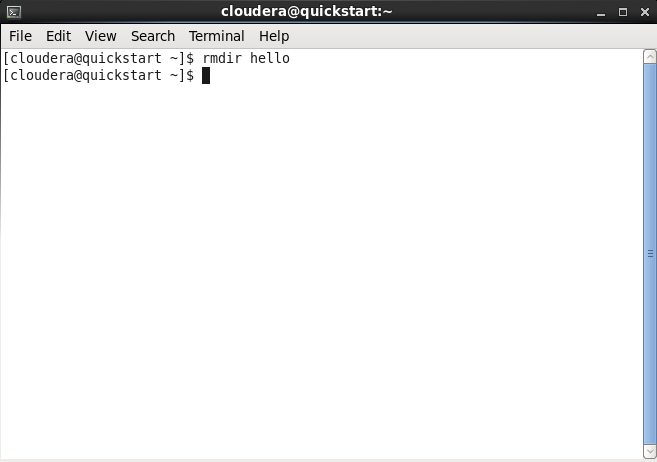 cloudera@quickstart:~
File Edit View Search Terminal Help
[cloudera@quickstart ~]$ rmdir hello
[cloudera@quickstart ~]$